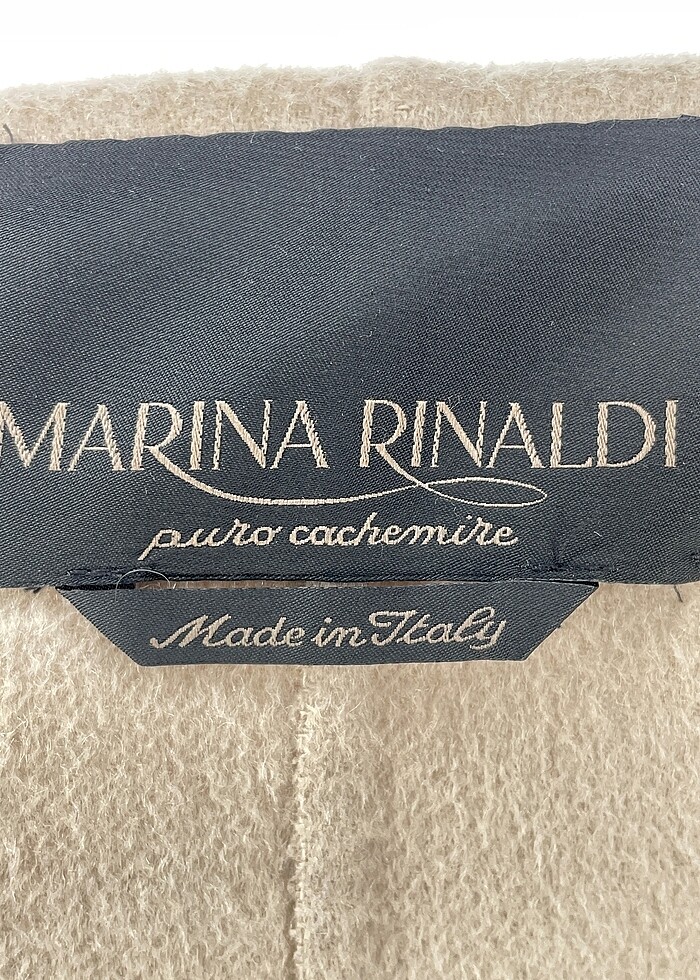 MARINA RINALDI
puro cachemire
Made in Italy